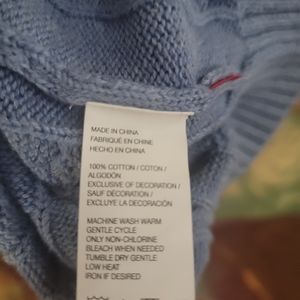 MADE IN CHINA
FABRIQUÉ EN CHINE
HECHO EN CHINA
100% COTTON / COTON /
ALGODÓN
EXCLUSIVE OF DECORATION /
SAUF DÉCORATION /
EXCLUYE LA DECORACIÓN
MACHINE WASH WARM
GENTLE CYCLE
ONLY NON-CHLORINE
BLEACH WHEN NEEDED
TUMBLE DRY GENTLE
LOW HEAT
IRON IF DESIRED